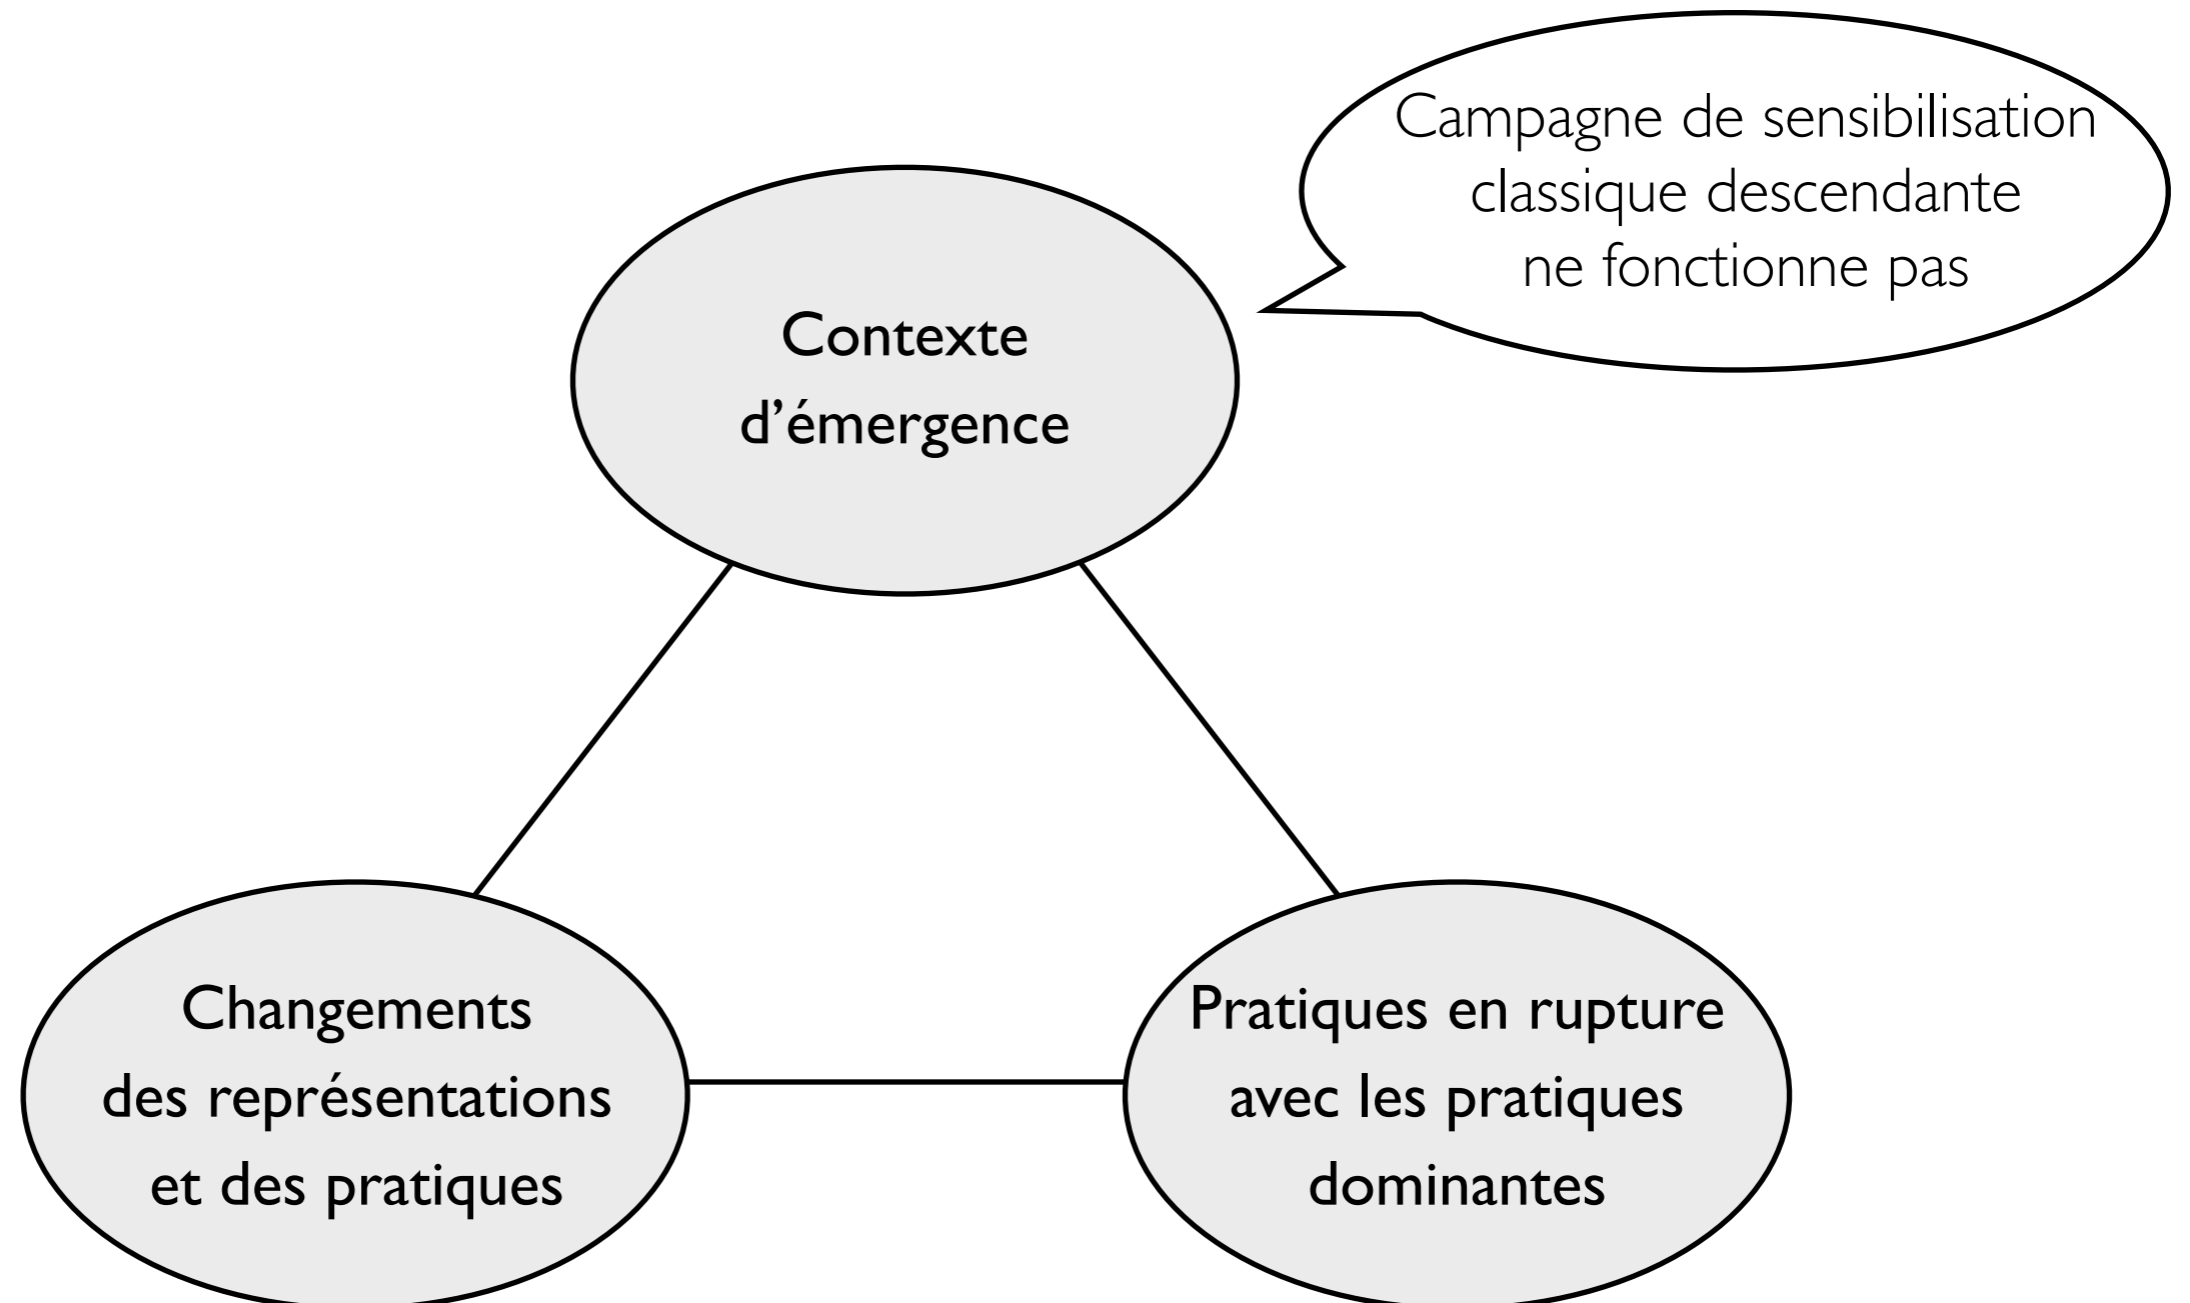 Campagne de sensibilisation
classique descendante
ne fonctionne pas
Contexte
d’émergence
Changements
des représentations
et des pratiques
Pratiques en rupture
avec les pratiques
dominantes